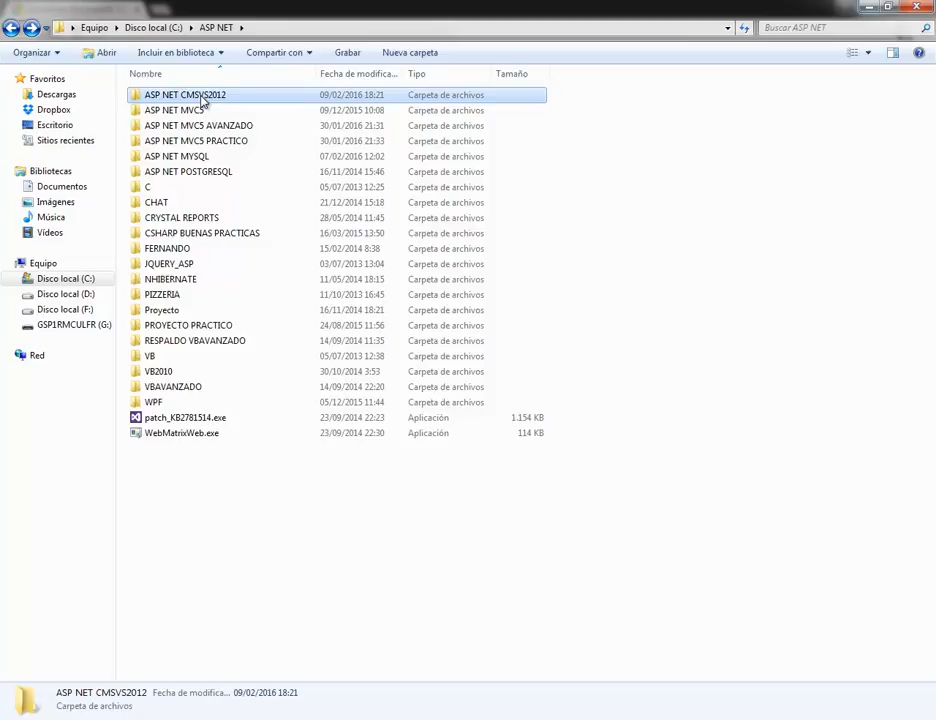 Equipo ▸ Disco local (C:) ▸ ASP NET ▸
Buscar ASP NET
Organizar ▾ Abrir Incluir en biblioteca ▾ Compartir con ▾ Grabar Nueva carpeta
Favoritos
Descargas
Dropbox
Escritorio
Sitios recientes
Bibliotecas
Documentos
Imágenes
Música
Vídeos
Equipo
Disco local (C:)
Disco local (D:)
Disco local (F:)
GSP1RMCULFR (G:)
Red
Nombre Fecha de modifica... Tipo Tamaño
ASP NET CMSVS2012 09/02/2016 18:21 Carpeta de archivos
ASP NET MVC5 09/12/2015 10:08 Carpeta de archivos
ASP NET MVC5 AVANZADO 30/01/2016 21:31 Carpeta de archivos
ASP NET MVC5 PRACTICO 30/01/2016 21:33 Carpeta de archivos
ASP NET MYSQL 07/02/2016 12:02 Carpeta de archivos
ASP NET POSTGRESQL 16/11/2014 15:46 Carpeta de archivos
C 05/07/2013 12:25 Carpeta de archivos
CHAT 21/12/2014 15:18 Carpeta de archivos
CRYSTAL REPORTS 28/05/2014 11:45 Carpeta de archivos
CSHARP BUENAS PRACTICAS 16/03/2015 13:50 Carpeta de archivos
FERNANDO 15/02/2014 8:38 Carpeta de archivos
JQUERY_ASP 03/07/2013 13:04 Carpeta de archivos
NHIBERNATE 11/05/2014 18:15 Carpeta de archivos
PIZZERIA 11/10/2013 16:45 Carpeta de archivos
Proyecto 16/11/2014 18:21 Carpeta de archivos
PROYECTO PRACTICO 24/08/2015 11:56 Carpeta de archivos
RESPALDO VBAVANZADO 14/09/2014 11:35 Carpeta de archivos
VB 05/07/2013 12:38 Carpeta de archivos
VB2010 30/10/2014 3:53 Carpeta de archivos
VBAVANZADO 14/09/2014 22:20 Carpeta de archivos
WPF 05/12/2015 11:44 Carpeta de archivos
patch_KB2781514.exe 23/09/2014 22:23 Aplicación 1.154 KB
WebMatrixWeb.exe 23/09/2014 22:30 Aplicación 114 KB
ASP NET CMSVS2012 Fecha de modifica... 09/02/2016 18:21
Carpeta de archivos